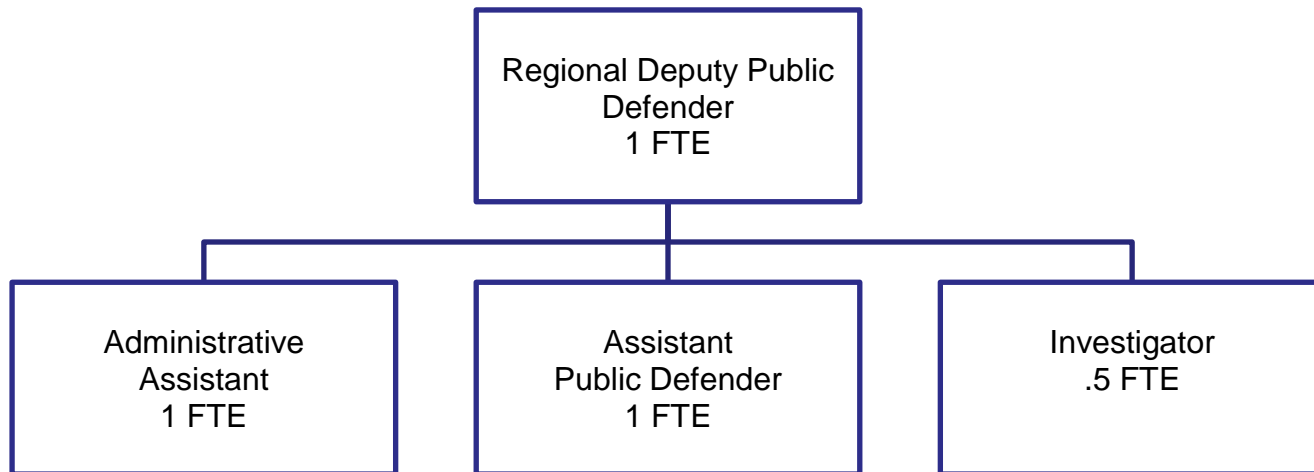 Regional Deputy Public
Defender
1 FTE
Administrative
Assistant
1 FTE
Assistant
Public Defender
1 FTE
Investigator
.5 FTE